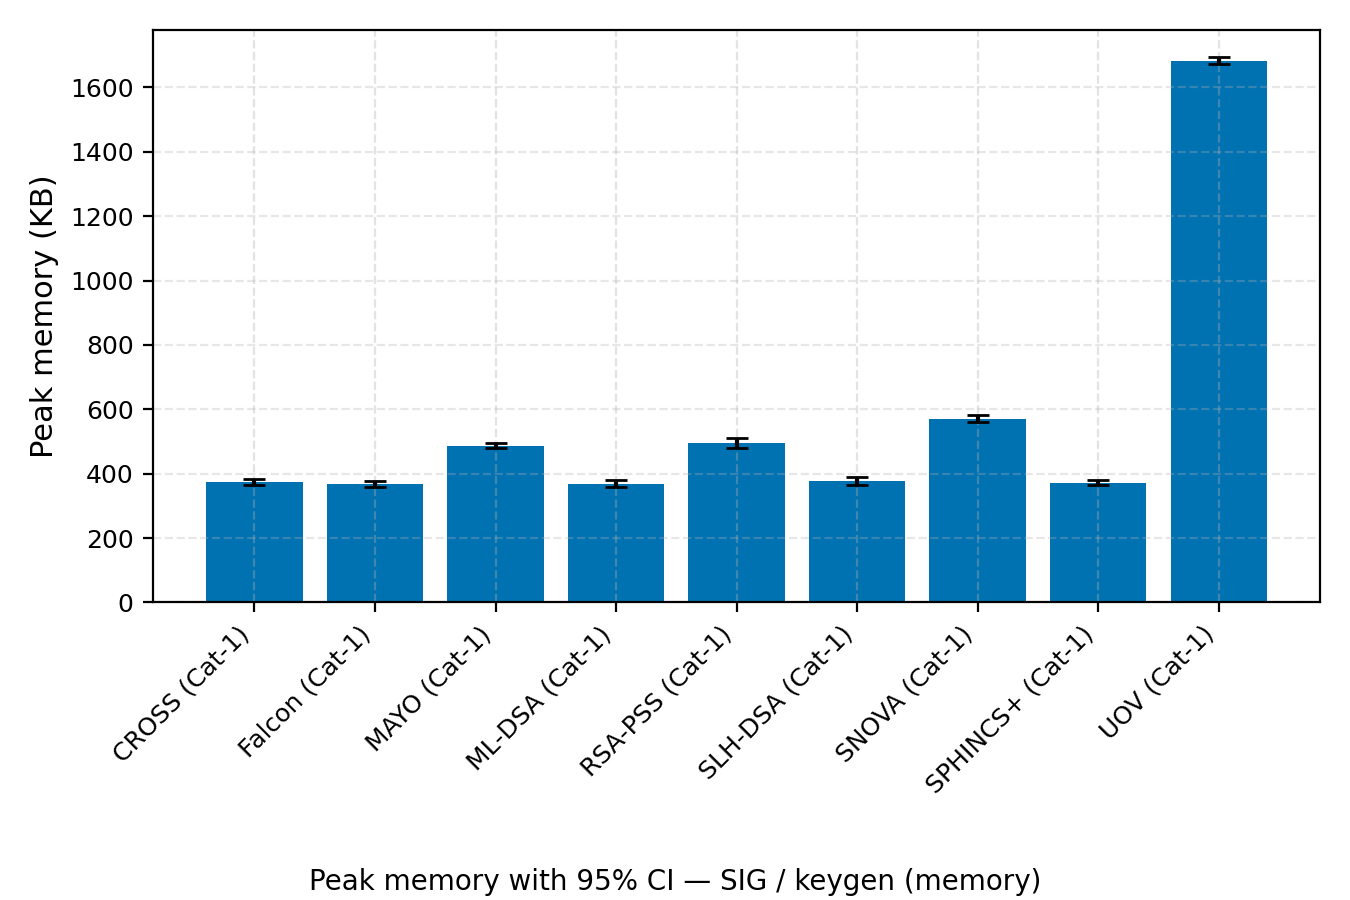 Peak memory (KB)
1600
1400
1200
1000
800
600
400
200
0
CROSS (Cat-1)
Falcon (Cat-1)
MAYO (Cat-1)
ML-DSA (Cat-1)
RSA-PSS (Cat-1)
SLH-DSA (Cat-1)
SNOVA (Cat-1)
SPHINCS+ (Cat-1)
UOV (Cat-1)
Peak memory with 95% CI — SIG / keygen (memory)